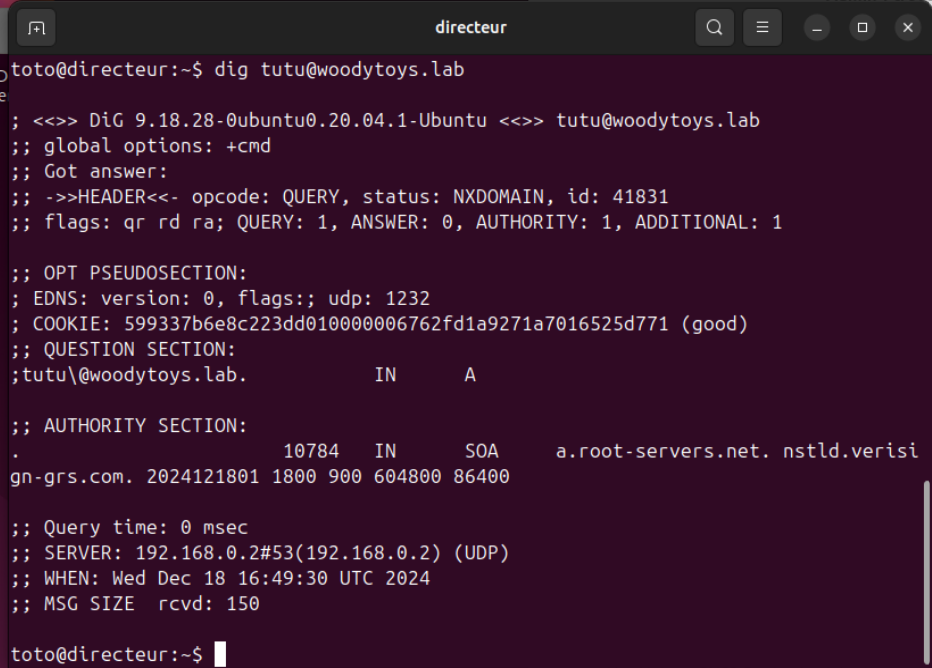 directeur
toto@directeur:~$ dig tutu@woodytoys.lab
; <<>> DiG 9.18.28-0ubuntu0.20.04.1-Ubuntu <<>> tutu@woodytoys.lab
;; global options: +cmd
;; Got answer:
;; ->>HEADER<<- opcode: QUERY, status: NXDOMAIN, id: 41831
;; flags: qr rd ra; QUERY: 1, ANSWER: 0, AUTHORITY: 1, ADDITIONAL: 1
;; OPT PSEUDOSECTION:
; EDNS: version: 0, flags:; udp: 1232
; COOKIE: 599337b6e8c223dd010000006762fd1a9271a7016525d771 (good)
;; QUESTION SECTION:
;tutu\@woodytoys.lab. IN A
;; AUTHORITY SECTION:
. 10784 IN SOA a.root-servers.net. nstld.verisi
gn-grs.com. 2024121801 1800 900 604800 86400
;; Query time: 0 msec
;; SERVER: 192.168.0.2#53(192.168.0.2) (UDP)
;; WHEN: Wed Dec 18 16:49:30 UTC 2024
;; MSG SIZE  rcvd: 150
toto@directeur:~$